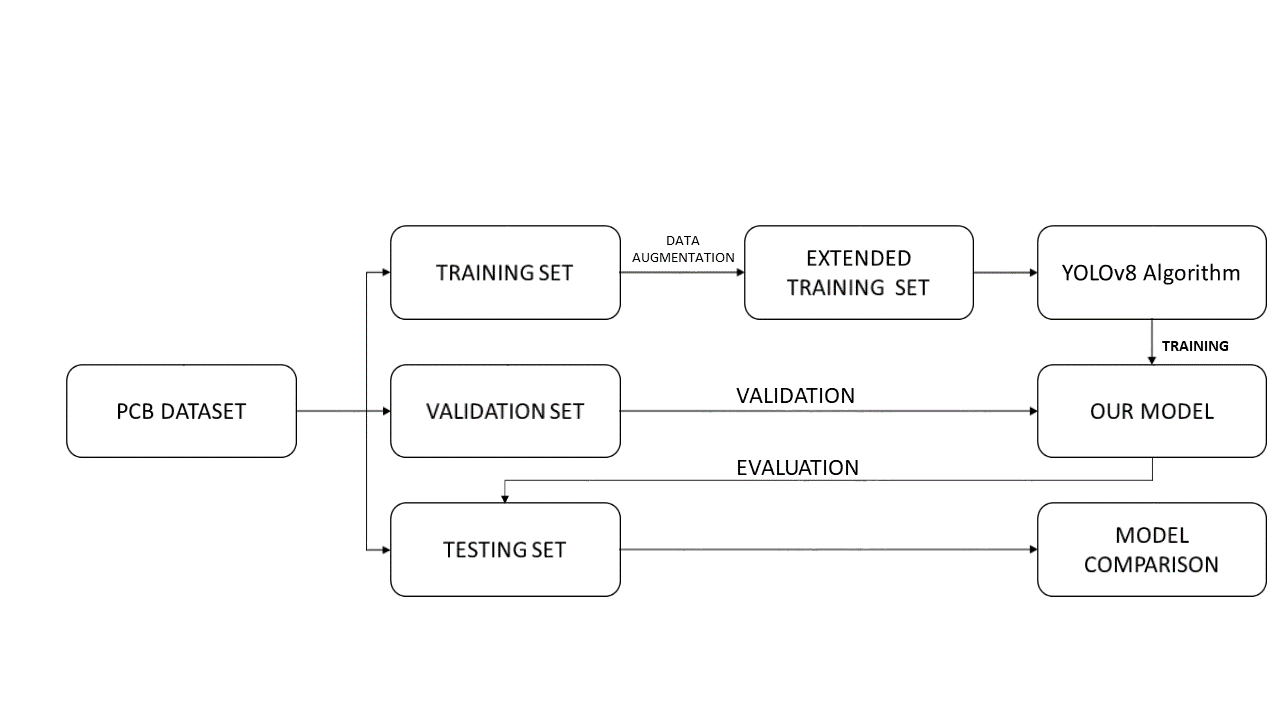 DATA
AUGMENTATION
TRAINING SET
EXTENDED
TRAINING SET
YOLOv8 Algorithm
TRAINING
PCB DATASET
VALIDATION SET
VALIDATION
OUR MODEL
EVALUATION
TESTING SET
MODEL
COMPARISON